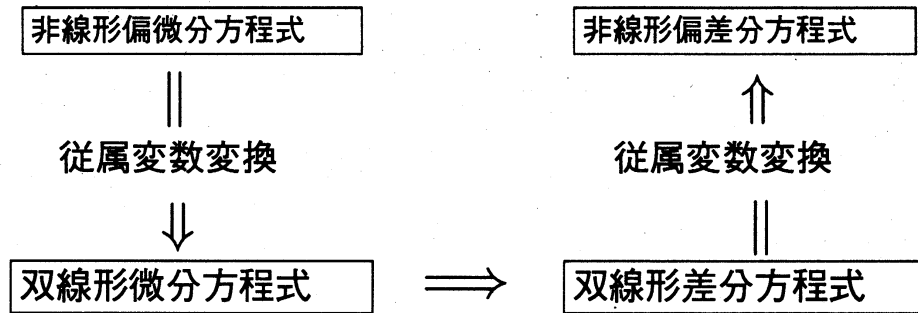 非線形偏微分方程式
非線形偏差分方程式
従属変数変換
従属変数変換
双線形微分方程式
双線形差分方程式